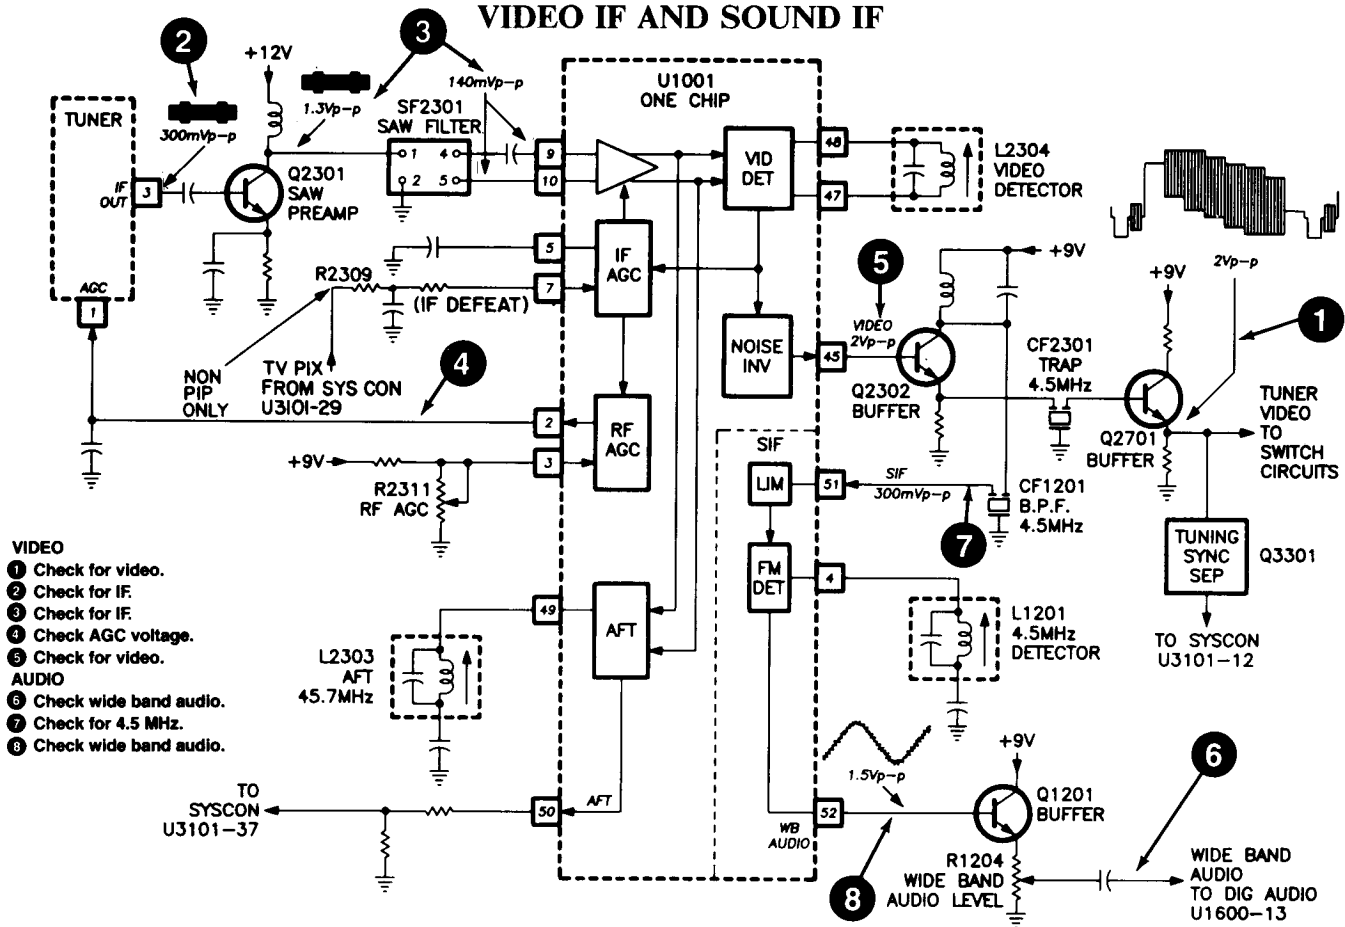 VIDEO IF AND SOUND IF
2
3
+12V
140mVp-p
1.3Vp-p
300mVp-p
TUNER
IF
OUT
3
AGC
1
Q2301
SAW
PREAMP
SF2301
SAW FILTER
1
4
2
5
9
10
U1001
ONE CHIP
VID
DET
48
47
L2304
VIDEO
DETECTOR
5
7
IF
AGC
R2309
(IF DEFEAT)
NON
PIP
ONLY
TV PIX
FROM SYS CON
U3101-29
4
NOISE
INV
45
5
VIDEO
2Vp-p
Q2302
BUFFER
+9V
CF2301
TRAP
4.5MHz
+9V
2Vp-p
1
Q2701
BUFFER
TUNER
VIDEO
TO
SWITCH
CIRCUITS
2
3
RF
AGC
+9V
R2311
RF AGC
SIF
LIM
51
SIF
300mVp-p
7
CF1201
B.P.F.
4.5MHz
TUNING
SYNC
SEP
Q3301
TO SYSCON
U3101-12
FM
DET
4
L1201
4.5MHz
DETECTOR
49
AFT
L2303
AFT
45.7MHz
VIDEO
1 Check for video.
2 Check for IF.
3 Check for IF.
4 Check AGC voltage.
5 Check for video.
AUDIO
6 Check wide band audio.
7 Check for 4.5 MHz.
8 Check wide band audio.
TO
SYSCON
U3101-37
50
AFT
WB
AUDIO
52
1.5Vp-p
8
+9V
Q1201
BUFFER
R1204
WIDE BAND
AUDIO LEVEL
6
WIDE BAND
AUDIO
TO DIG AUDIO
U1600-13